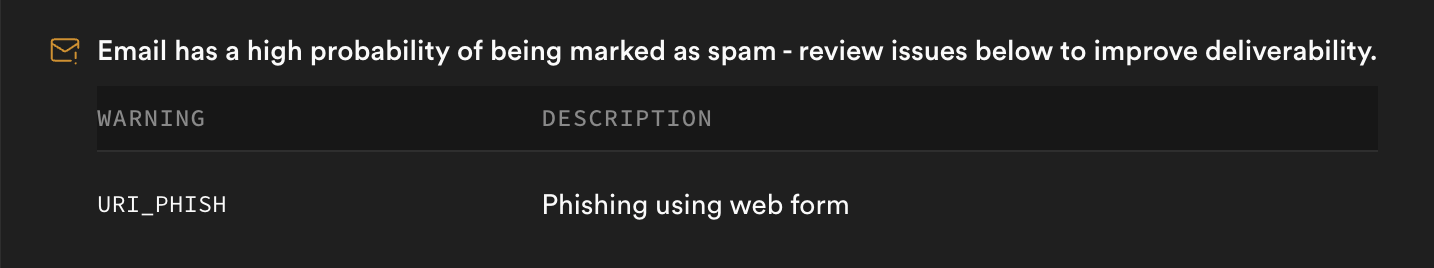 Email has a high probability of being marked as spam - review issues below to improve deliverability.
WARNING DESCRIPTION
URI_PHISH Phishing using web form